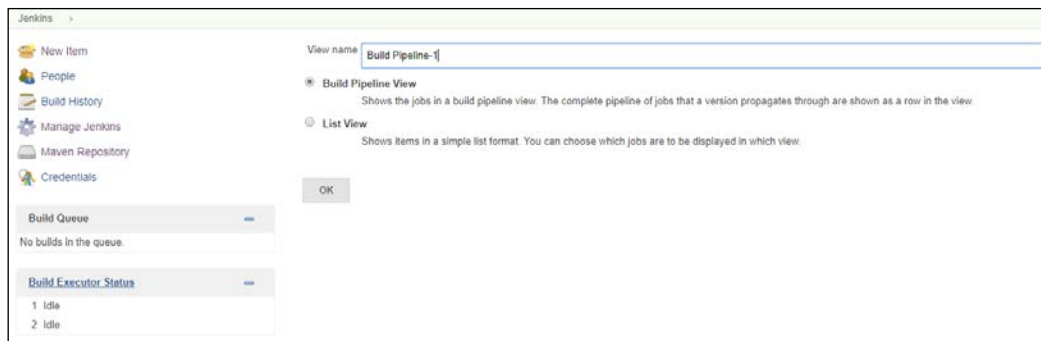 Jenkins
New Item
People
Build History
Manage Jenkins
Maven Repository
Credentials
Build Queue
No builds in the queue.
Build Executor Status
1 Idle
2 Idle
View name Build Pipeline-1
Build Pipeline View
Shows the jobs in a build pipeline view. The complete pipeline of jobs that a version propagates through are shown as a row in the view.
List View
Shows items in a simple list format. You can choose which jobs are to be displayed in which view.
OK